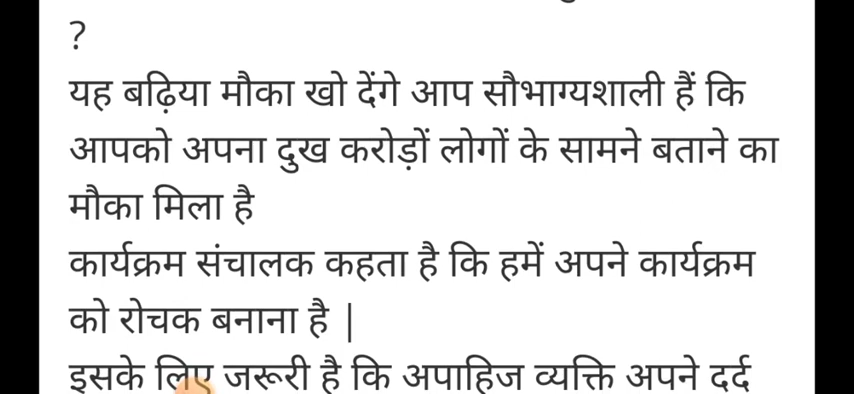 ?
यह बढ़िया मौका खो देंगे आप सौभाग्यशाली हैं कि
आपको अपना दुख करोड़ों लोगों के सामने बताने का
मौका मिला है
कार्यक्रम संचालक कहता है कि हमें अपने कार्यक्रम
को रोचक बनाना है |
इसके लिए जरूरी है कि अपाहिज व्यक्ति अपने दर्द